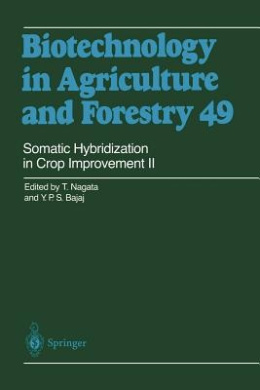 Biotechnology
in Agriculture
and Forestry 49
Somatic Hybridization
in Crop Improvement II
Edited by T. Nagata
and Y. P. S. Bajaj
Springer